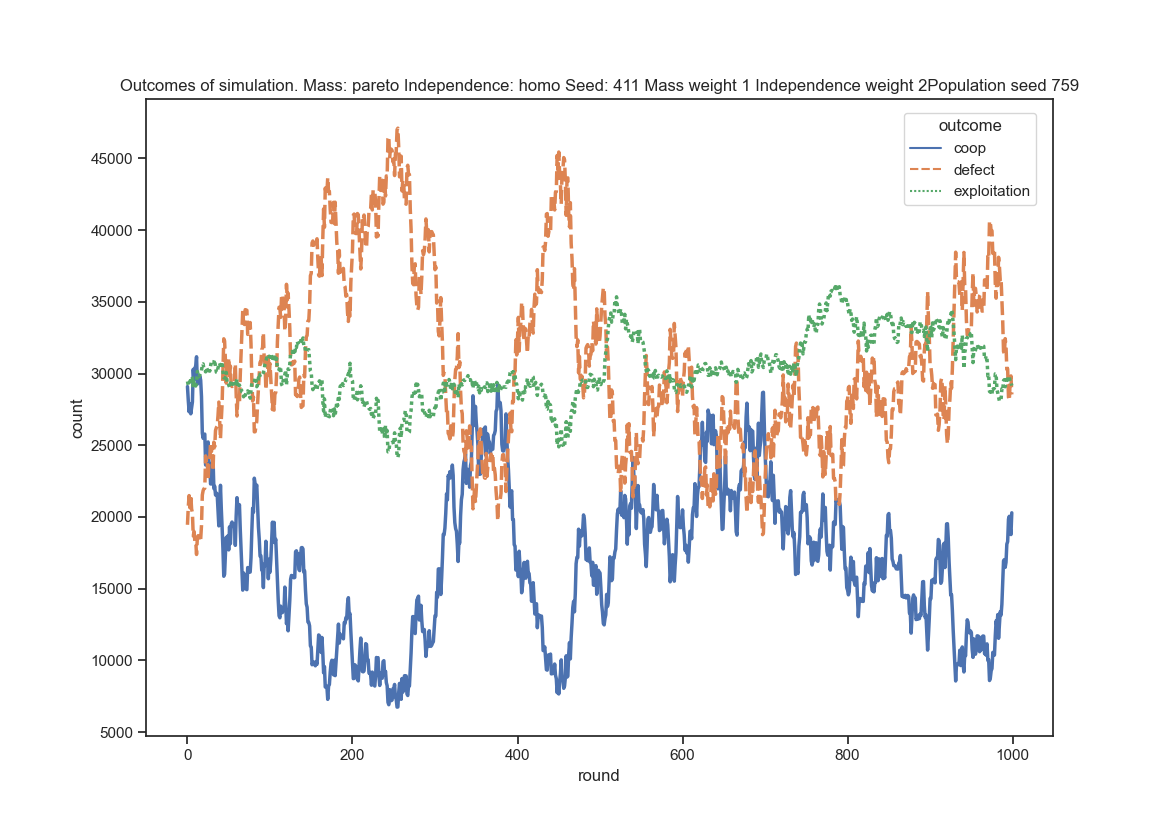 Outcomes of simulation. Mass: pareto Independence: homo Seed: 411 Mass weight 1 Independence weight 2Population seed 759
outcome
coop
defect
exploitation
45000
40000
35000
30000
25000
20000
15000
10000
5000
count
0
200
400
600
800
1000
round